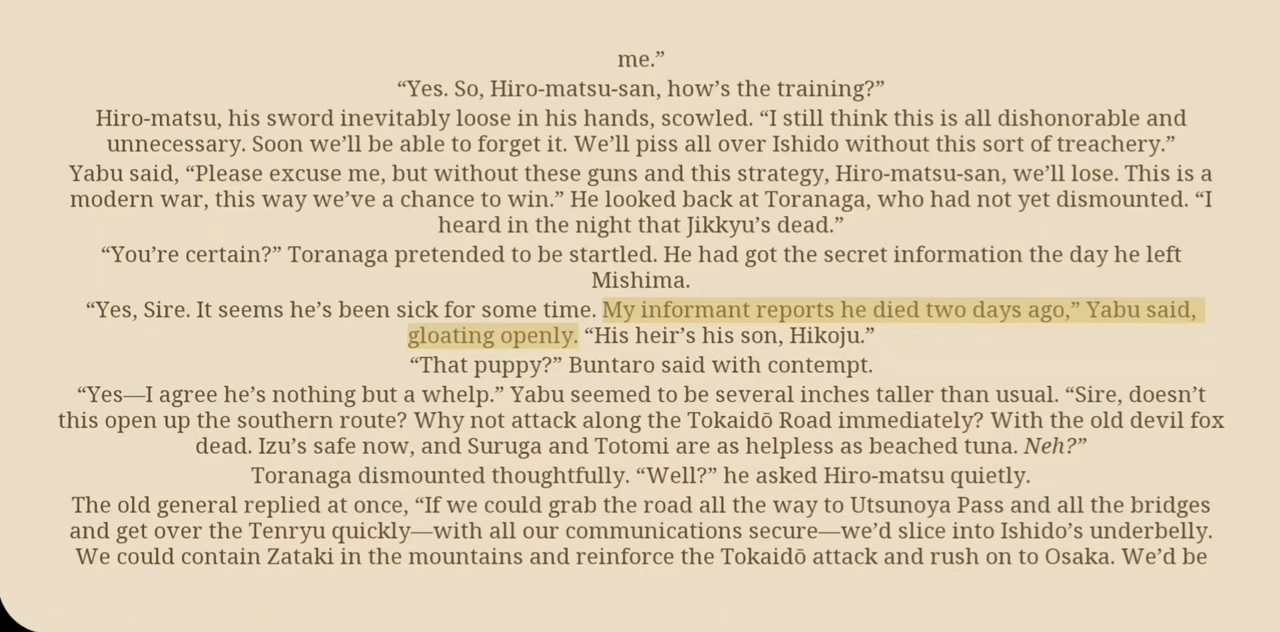 me.”
“Yes. So, Hiro-matsu-san, how’s the training?”
Hiro-matsu, his sword inevitably loose in his hands, scowled. “I still think this is all dishonorable and
unnecessary. Soon we’ll be able to forget it. We’ll piss all over Ishido without this sort of treachery.”
Yabu said, “Please excuse me, but without these guns and this strategy, Hiro-matsu-san, we’ll lose. This is a
modern war, this way we’ve a chance to win.” He looked back at Toranaga, who had not yet dismounted. “I
heard in the night that Jikkyu’s dead.”
“You’re certain?” Toranaga pretended to be startled. He had got the secret information the day he left
Mishima.
“Yes, Sire. It seems he’s been sick for some time. My informant reports he died two days ago,” Yabu said,
gloating openly. “His heir’s his son, Hikoju.”
“That puppy?” Buntaro said with contempt.
“Yes—I agree he’s nothing but a whelp.” Yabu seemed to be several inches taller than usual. “Sire, doesn’t
this open up the southern route? Why not attack along the Tokaidō Road immediately? With the old devil fox
dead. Izu’s safe now, and Suruga and Totomi are as helpless as beached tuna. Neh?”
Toranaga dismounted thoughtfully. “Well?” he asked Hiro-matsu quietly.
The old general replied at once, “If we could grab the road all the way to Utsunoya Pass and all the bridges
and get over the Tenryu quickly—with all our communications secure—we’d slice into Ishido’s underbelly.
We could contain Zataki in the mountains and reinforce the Tokaidō attack and rush on to Osaka. We’d be